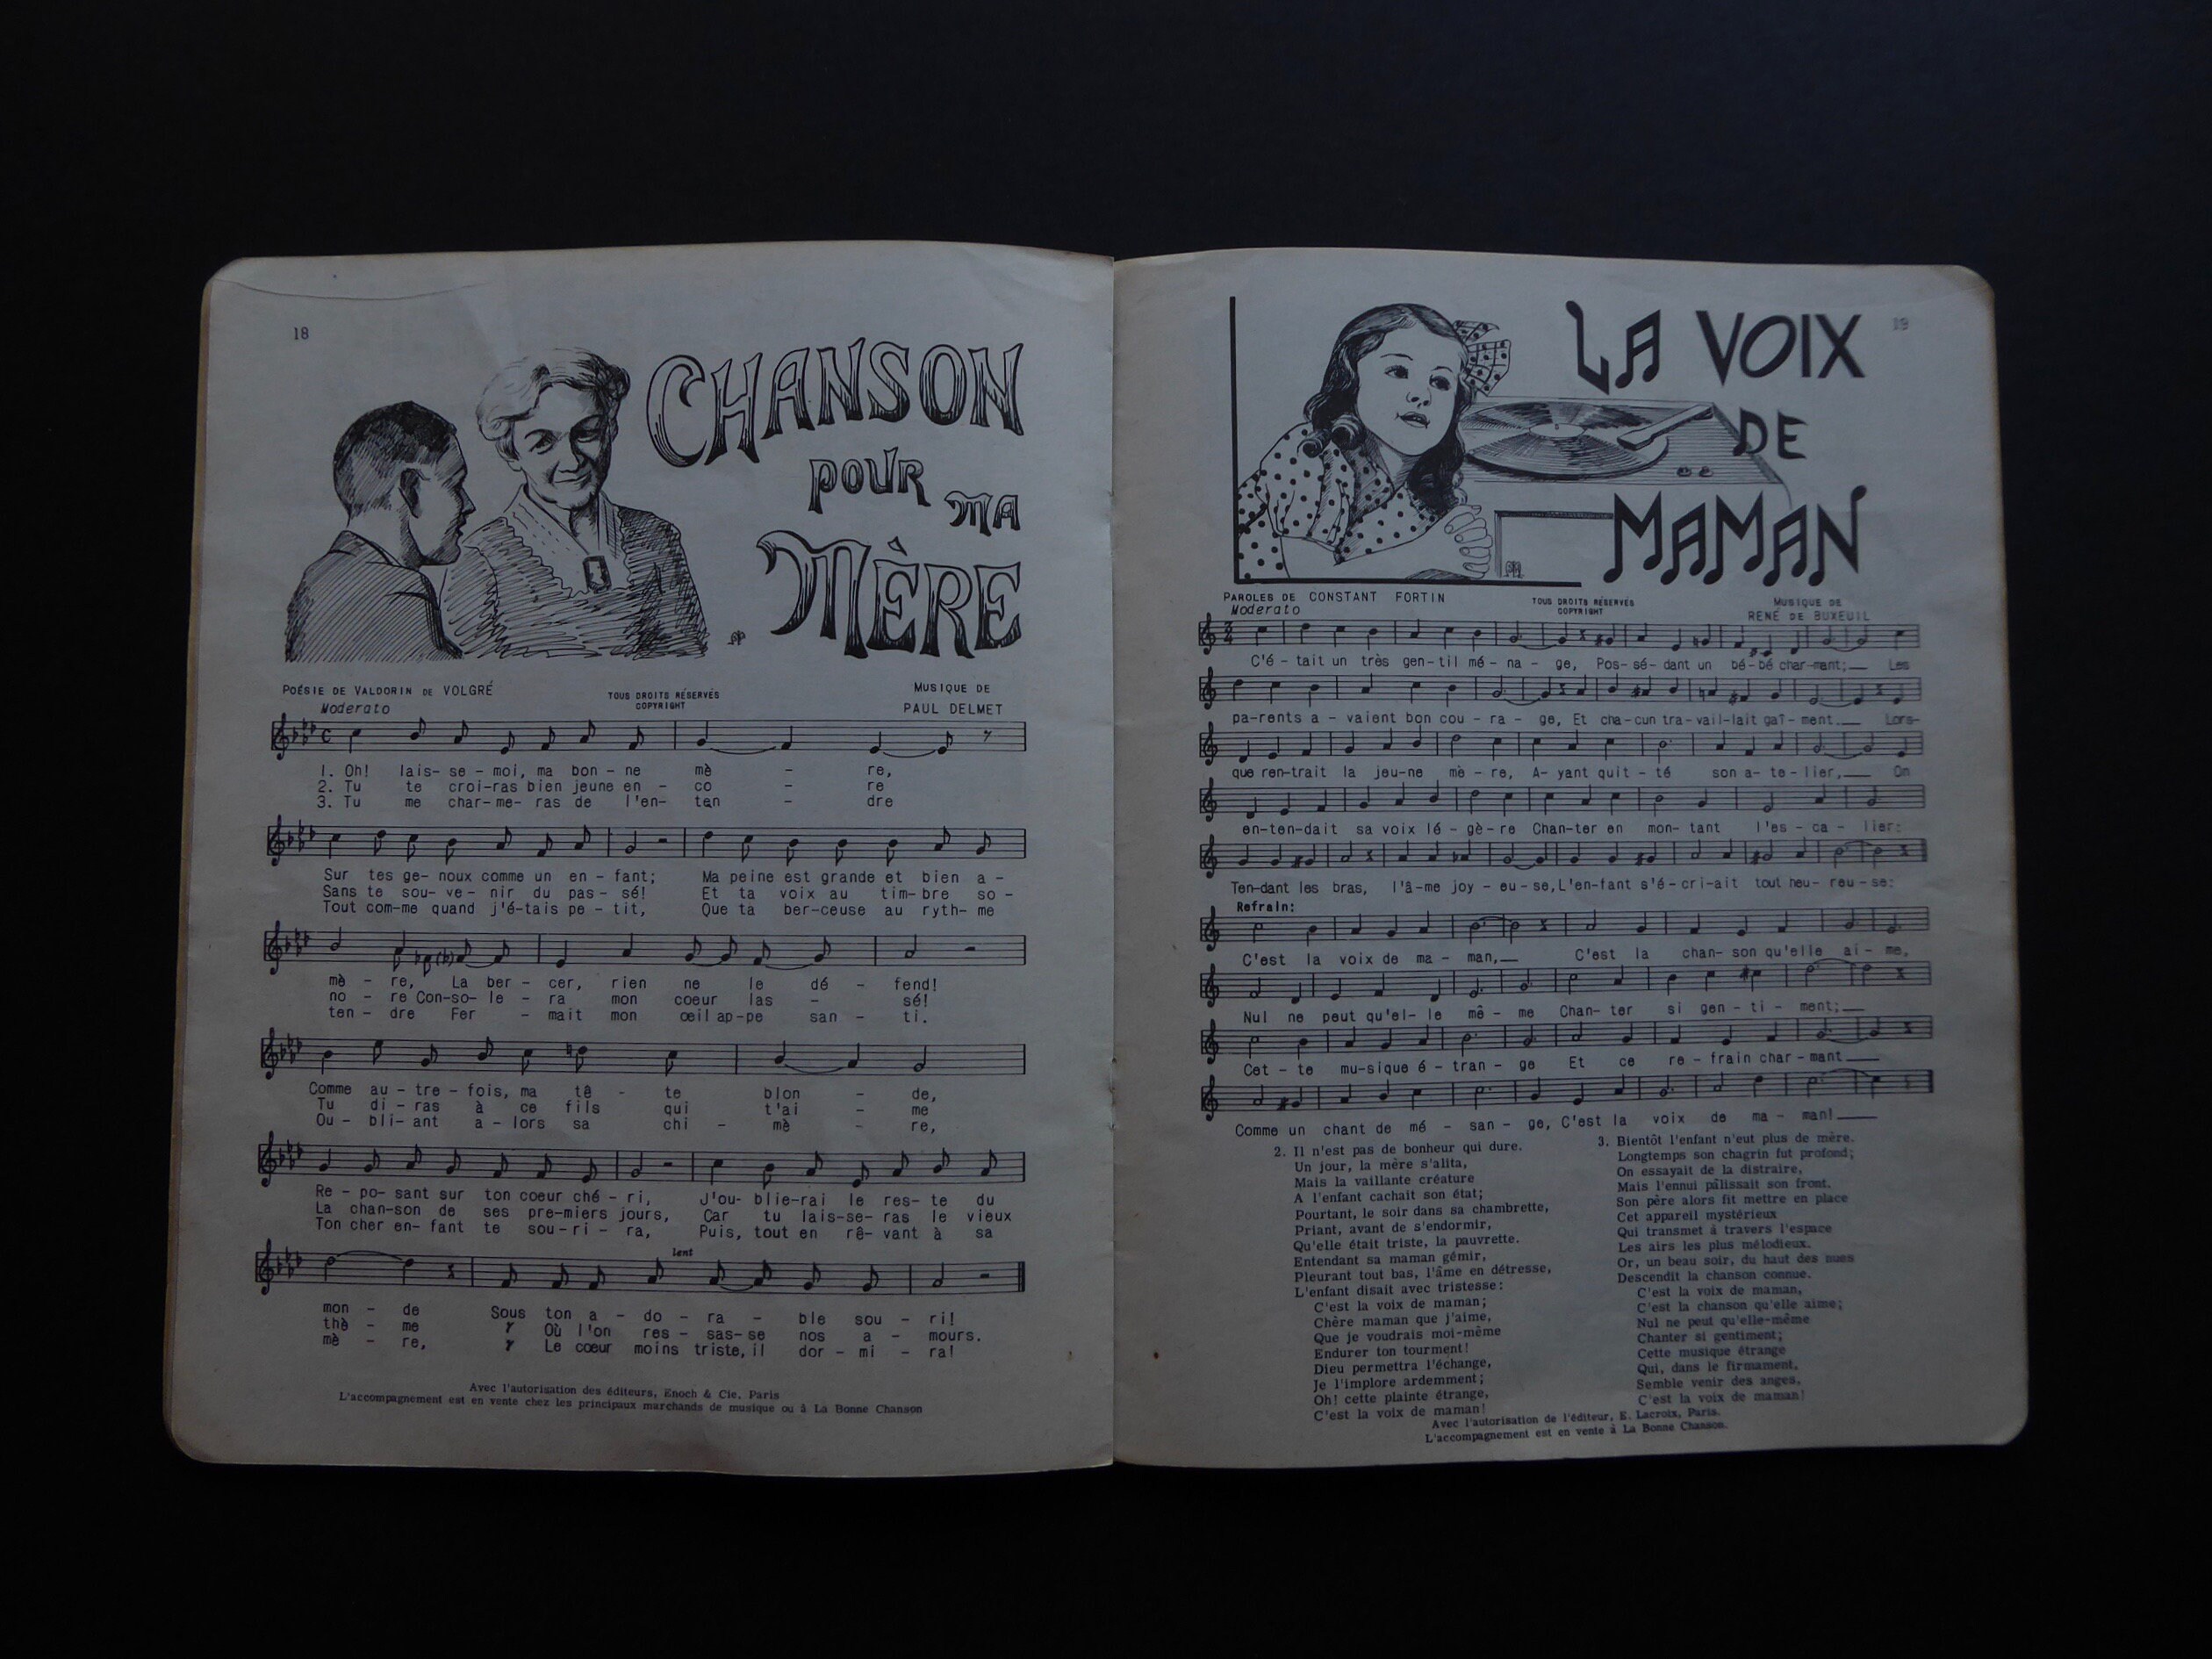 18
CHANSON
POUR MA
MÈRE
POÉSIE DE VALDORIN DE VOLGRÉ
TOUS DROITS RÉSERVÉS
COPYRIGHT
MUSIQUE DE
PAUL DELMET
Moderato
1. Oh! lais- se - moi, ma bon - ne mè - re,
2. Tu te croi-ras bien jeune en - co - re
3. Tu me char-me- ras de l'en- ten - dre
Sur tes ge- noux comme un en - fant; Ma peine est grande et bien a -
Sans te sou- ve - nir du pas - sé! Et ta voix au tim- bre so -
Tout com-me quand j'é-tais pe - tit, Que ta ber-ceuse au ryth- me
mè - re, La ber - cer, rien ne le dé - fend!
no - re Con-so- le - ra mon coeur las - sé!
ten - dre Fer - mait mon œil ap-pe san - ti.
Comme au - tre - fois, ma tê - te blon - de,
Tu di - ras à ce fils qui t'ai - me
Ou - bli- ant a - lors sa chi - mè - re,
Re - po- sant sur ton coeur ché - ri, J'ou- blie-rai le res- te du
La chan-son de ses pre-miers jours, Car tu lais-se- ras le vieux
Ton cher en- fant te sou - ri - ra, Puis, tout en rê- vant à sa
lent
mon - de Sous ton a - do - ra - ble sou - ri!
thè - me Où l'on res - sas- se nos a - mours.
mè - re, Le cœur moins triste, il dor - mi - ra!
Avec l'autorisation des éditeurs, Enoch & Cie, Paris
L'accompagnement est en vente chez les principaux marchands de musique ou à La Bonne Chanson
19
LA VOIX
DE
MAMAN
PAROLES DE CONSTANT FORTIN
TOUS DROITS RÉSERVÉS
COPYRIGHT
MUSIQUE DE
RENÉ DE BUXEUIL
Moderato
C'é - tait un très gen-til mé - na - ge, Pos- sé- dant un bé- bé char-mant; Les
pa-rents a - vaient bon cou - ra - ge, Et cha-cun tra-vail-lait gaî - ment. Lors-
que ren-trait la jeu-ne mè - re, A- yant quit - té son a- te - lier, On
en-ten-dait sa voix lé - gè - re Chan-ter en mon- tant l'es - ca - lier:
Ten-dant les bras, l'â-me joy - eu - se, L'en-fant s'é-cri-ait tout heu- reu - se:
Refrain:
C'est la voix de ma - man, C'est la chan- son qu'elle ai - me,
Nul ne peut qu'el- le mê - me Chan- ter si gen - ti - ment;
Cet - te mu-sique é - tran - ge Et ce re - frain char - mant
Comme un chant de mé - san - ge, C'est la voix de ma - man!
2. Il n'est pas de bonheur qui dure.
Un jour, la mère s'alita,
Mais la vaillante créature
A l'enfant cachait son état;
Pourtant, le soir dans sa chambrette,
Priant, avant de s'endormir,
Qu'elle était triste, la pauvrette.
Entendant sa maman gémir,
Pleurant tout bas, l'âme en détresse,
L'enfant disait avec tristesse:
C'est la voix de maman;
Chère maman que j'aime,
Que je voudrais moi-même
Endurer ton tourment!
Dieu permettra l'échange,
Je l'implore ardemment;
Oh! cette plainte étrange,
C'est la voix de maman!
3. Bientôt l'enfant n'eut plus de mère.
Longtemps son chagrin fut profond;
On essayait de la distraire,
Mais l'ennui pâlissait son front.
Son père alors fit mettre en place
Cet appareil mystérieux
Qui transmet à travers l'espace
Les airs les plus mélodieux.
Or, un beau soir, du haut des nues
Descendit la chanson connue.
C'est la voix de maman,
C'est la chanson qu'elle aime;
Nul ne peut qu'elle-même
Chanter si gentiment;
Cette musique étrange
Qui, dans le firmament,
Semble venir des anges,
C'est la voix de maman!
Avec l'autorisation de l'éditeur, E. Lacroix, Paris.
L'accompagnement est en vente à La Bonne Chanson.